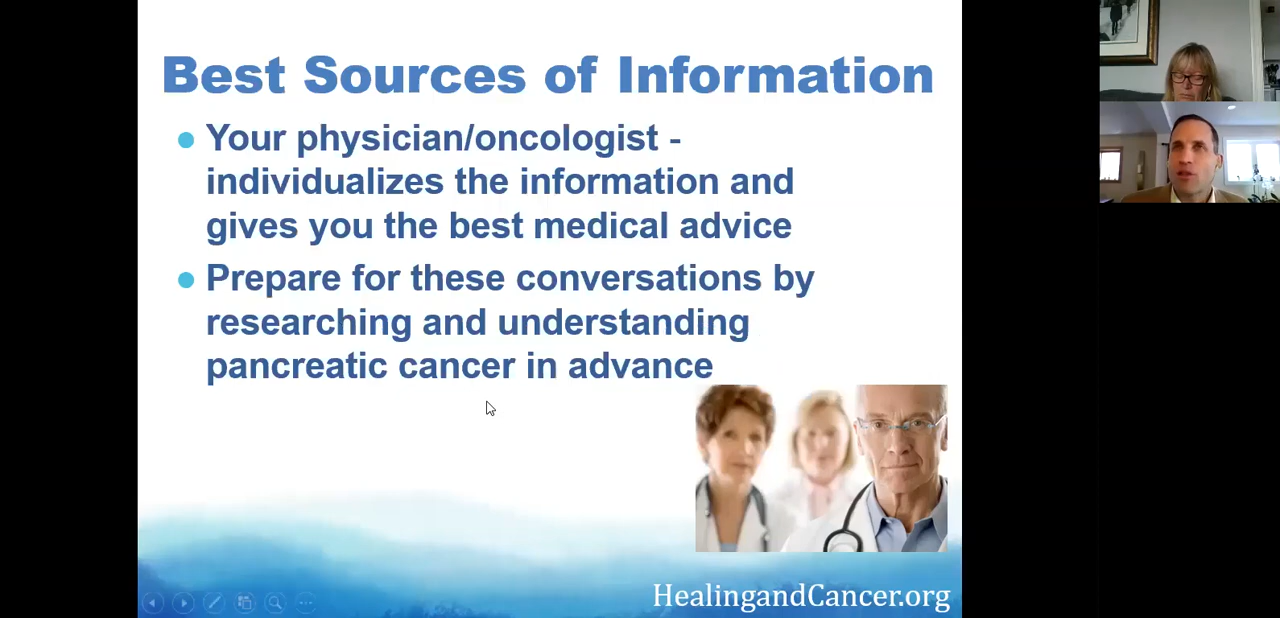 Best Sources of Information
Your physician/oncologist -
individualizes the information and
gives you the best medical advice
Prepare for these conversations by
researching and understanding
pancreatic cancer in advance
HealingandCancer.org